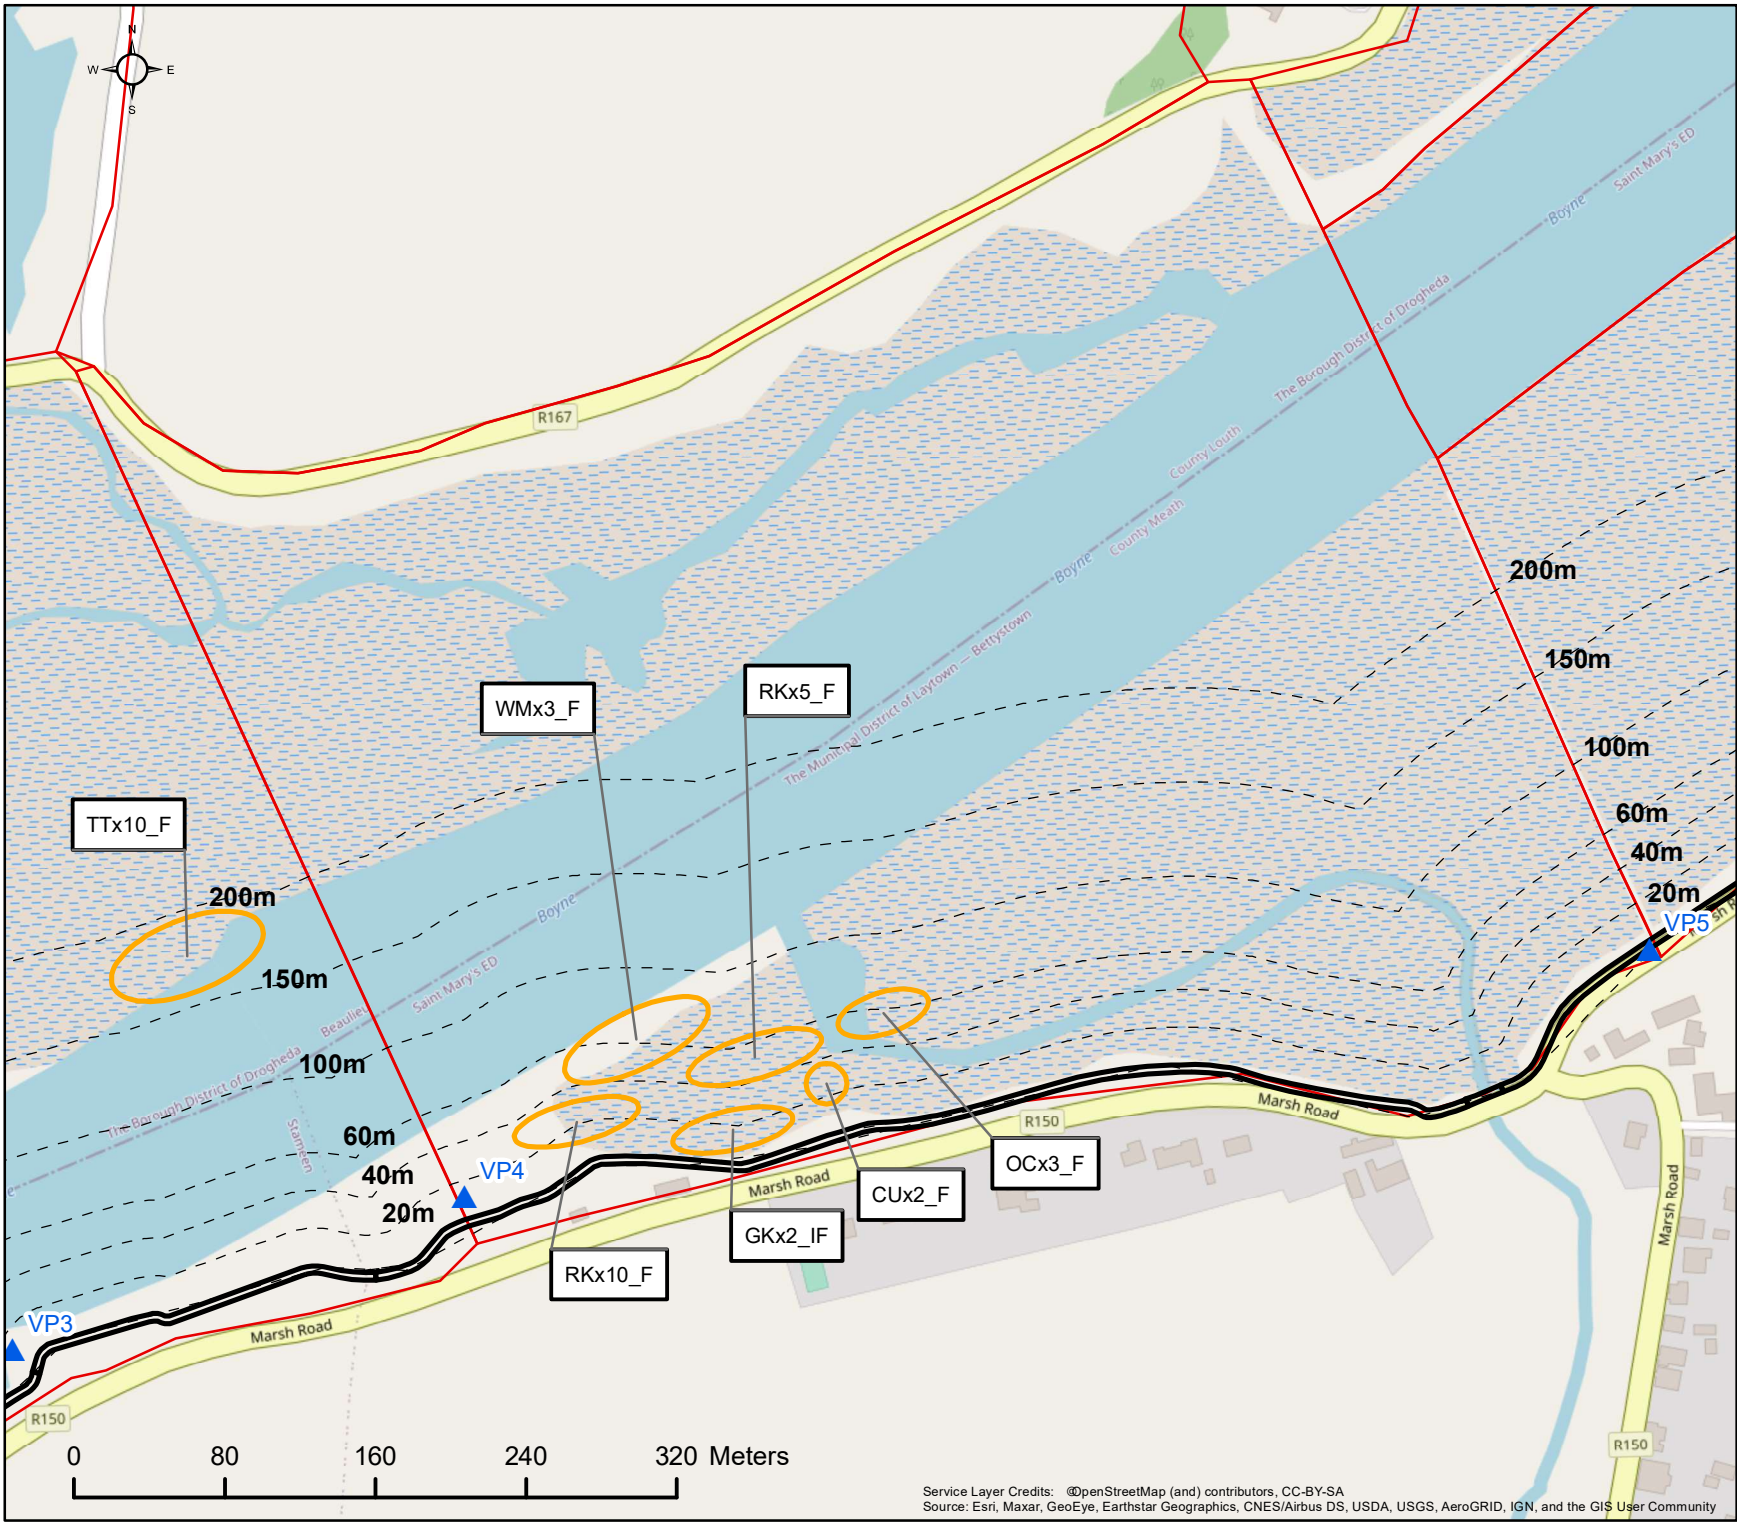 N
W E
S
Saint Mary's ED
Boyne
The Borough District of Drogheda
R167
County Louth
County Meath
Boyne
200m
The Municipal District of Laytown — Bettystown
150m
RKx5_F
WMx3_F
100m
TTx10_F
60m
40m
200m
20m
Boyne
VP5
150m
Saint Mary's ED
Beaulieu
100m
The Borough District of Drogheda
Stameen
60m
40m
VP4
20m
R150
Marsh Road
OCx3_F
CUx2_F
Marsh Road
GKx2_IF
RKx10_F
Marsh Road
VP3
Marsh Road
R150
R150
0 80 160 240 320 Meters
Service Layer Credits: ©OpenStreetMap (and) contributors, CC-BY-SA
Source: Esri, Maxar, GeoEye, Earthstar Geographics, CNES/Airbus DS, USDA, USGS, AeroGRID, IGN, and the GIS User Community